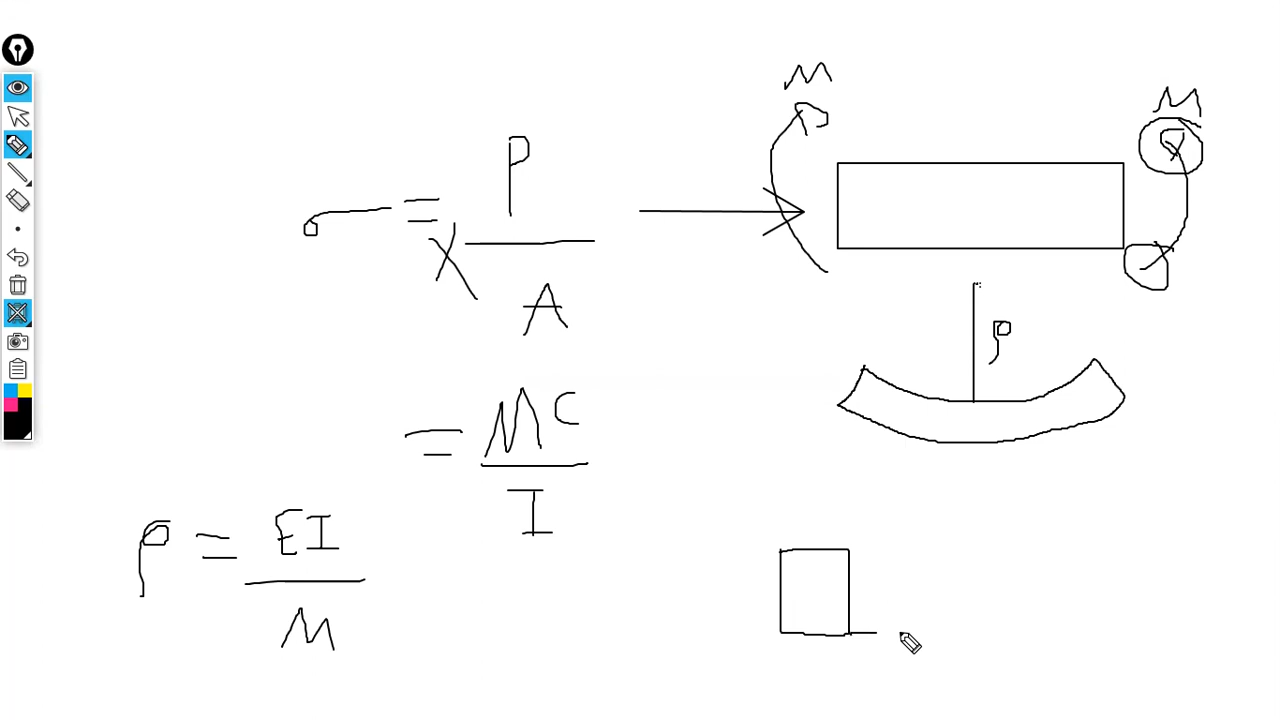 σ = P / A
= MC / I
ρ = EI / M
M
M
ρ